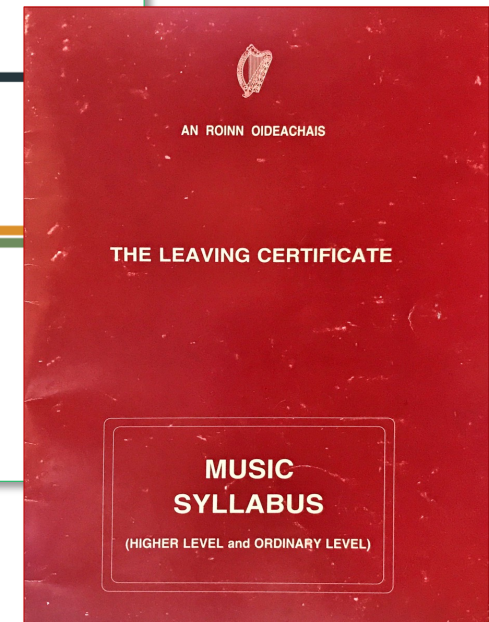 AN ROINN OIDEACHAIS
THE LEAVING CERTIFICATE
MUSIC
SYLLABUS
(HIGHER LEVEL and ORDINARY LEVEL)